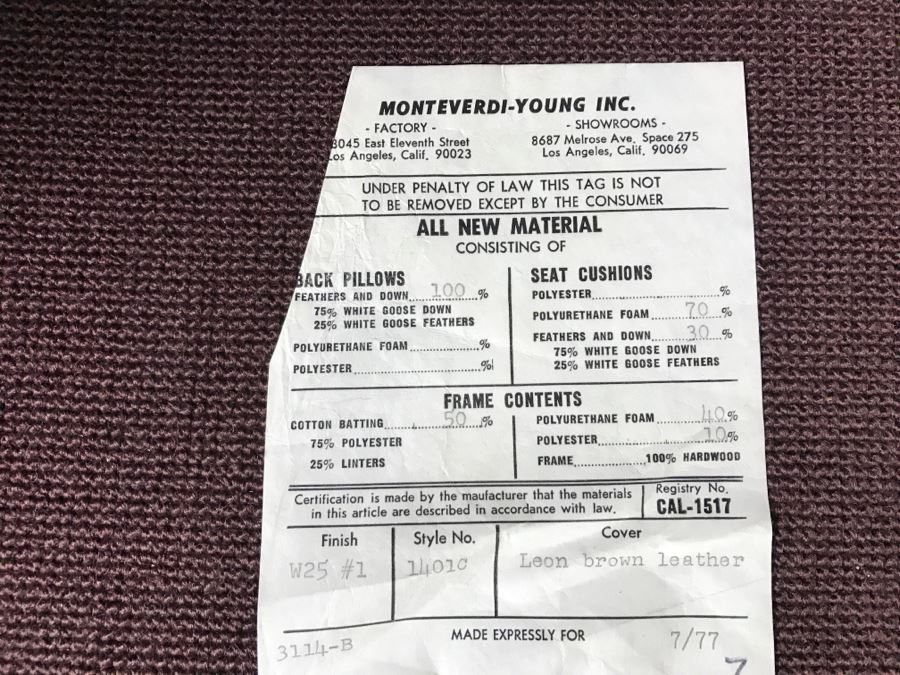 MONTEVERDI-YOUNG INC.
- FACTORY -
3045 East Eleventh Street
Los Angeles, Calif. 90023
- SHOWROOMS -
8687 Melrose Ave. Space 275
Los Angeles, Calif. 90069
UNDER PENALTY OF LAW THIS TAG IS NOT
TO BE REMOVED EXCEPT BY THE CONSUMER
ALL NEW MATERIAL
CONSISTING OF
BACK PILLOWS
FEATHERS AND DOWN 100 %
75% WHITE GOOSE DOWN
25% WHITE GOOSE FEATHERS
POLYURETHANE FOAM %
POLYESTER %
SEAT CUSHIONS
POLYESTER %
POLYURETHANE FOAM 70 %
FEATHERS AND DOWN 30 %
75% WHITE GOOSE DOWN
25% WHITE GOOSE FEATHERS
FRAME CONTENTS
COTTON BATTING 50 %
75% POLYESTER
25% LINTERS
POLYURETHANE FOAM 40%
POLYESTER 10%
FRAME 100% HARDWOOD
Certification is made by the maufacturer that the materials
in this article are described in accordance with law.
Registry No.
CAL-1517
Finish
W25 #1
Style No.
1401C
Cover
Leon brown leather
MADE EXPRESSLY FOR
3114-B
7/77